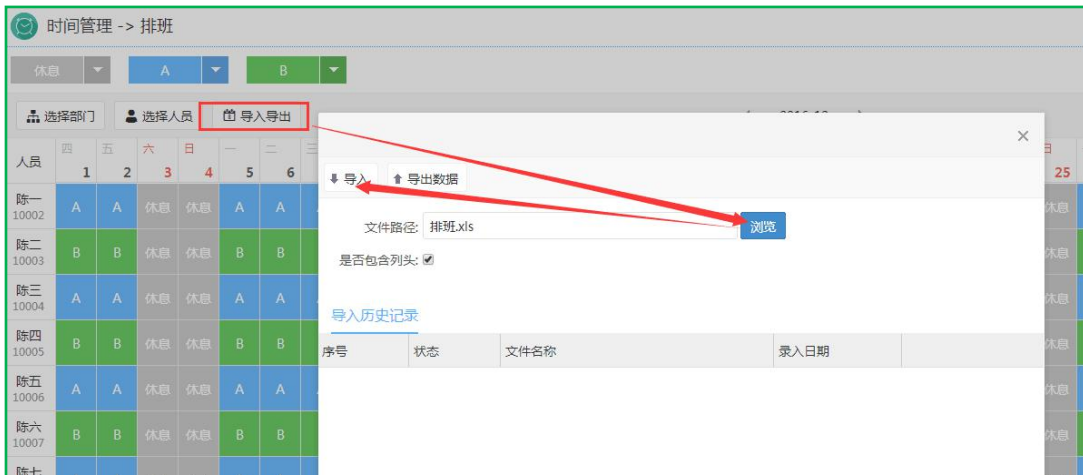 时间管理 -> 排班
休息 A B
选择部门 选择人员 导入导出
人员 四 五 六 日 一 二 三 日
1 2 3 4 5 6 25
×
导入 导出数据
文件路径: 排班.xls 浏览
是否包含列头:
导入历史记录
序号 状态 文件名称 录入日期
陈一 A A 休息 休息 A A 休息
10002
陈二 B B 休息 休息 B B 休息
10003
陈三 A A 休息 休息 A A 休息
10004
陈四 B B 休息 休息 B B 休息
10005
陈五 A A 休息 休息 A A 休息
10006
陈六 B B 休息 休息 B B 休息
10007